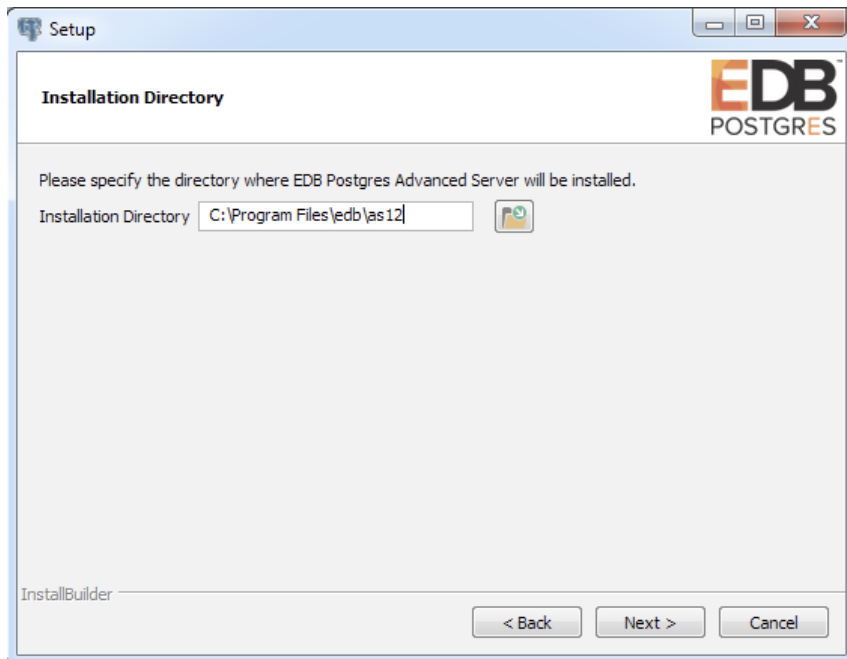 Setup
Installation Directory
EDB
POSTGRES
Please specify the directory where EDB Postgres Advanced Server will be installed.
Installation Directory C:\Program Files\edb\as12
InstallBuilder
< Back Next > Cancel